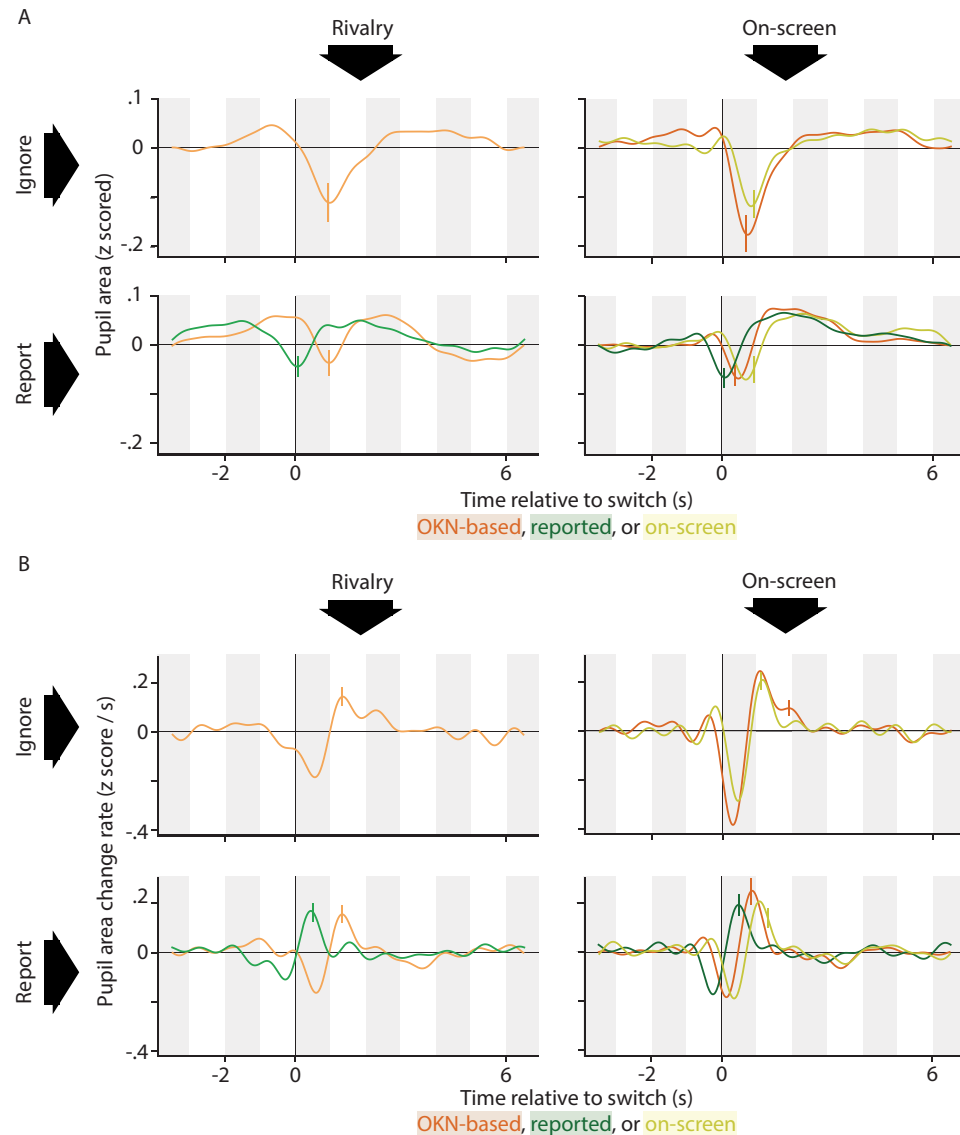 A
Rivalry
On-screen
Ignore
Report
Pupil area (z scored)
.1
0
-.2
.1
0
-.2
-2
0
6
-2
0
6
Time relative to switch (s)
OKN-based, reported, or on-screen
B
Rivalry
On-screen
Ignore
Report
Pupil area change rate (z score / s)
.2
0
-.4
.2
0
-.4
-2
0
6
-2
0
6
Time relative to switch (s)
OKN-based, reported, or on-screen